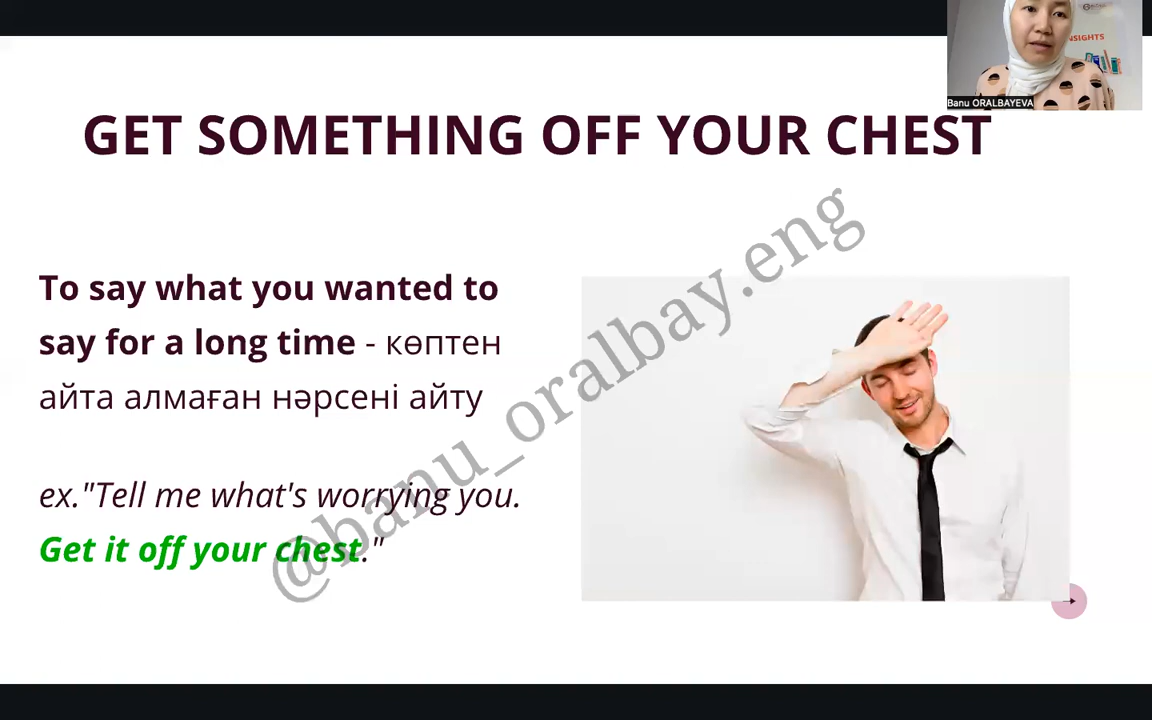 INSIGHTS
Banu ORALBAYEVA
GET SOMETHING OFF YOUR CHEST
To say what you wanted to
say for a long time - көптен
айта алмаған нәрсені айту
ex."Tell me what's worrying you.
Get it off your chest."
@banu_oralbay.eng